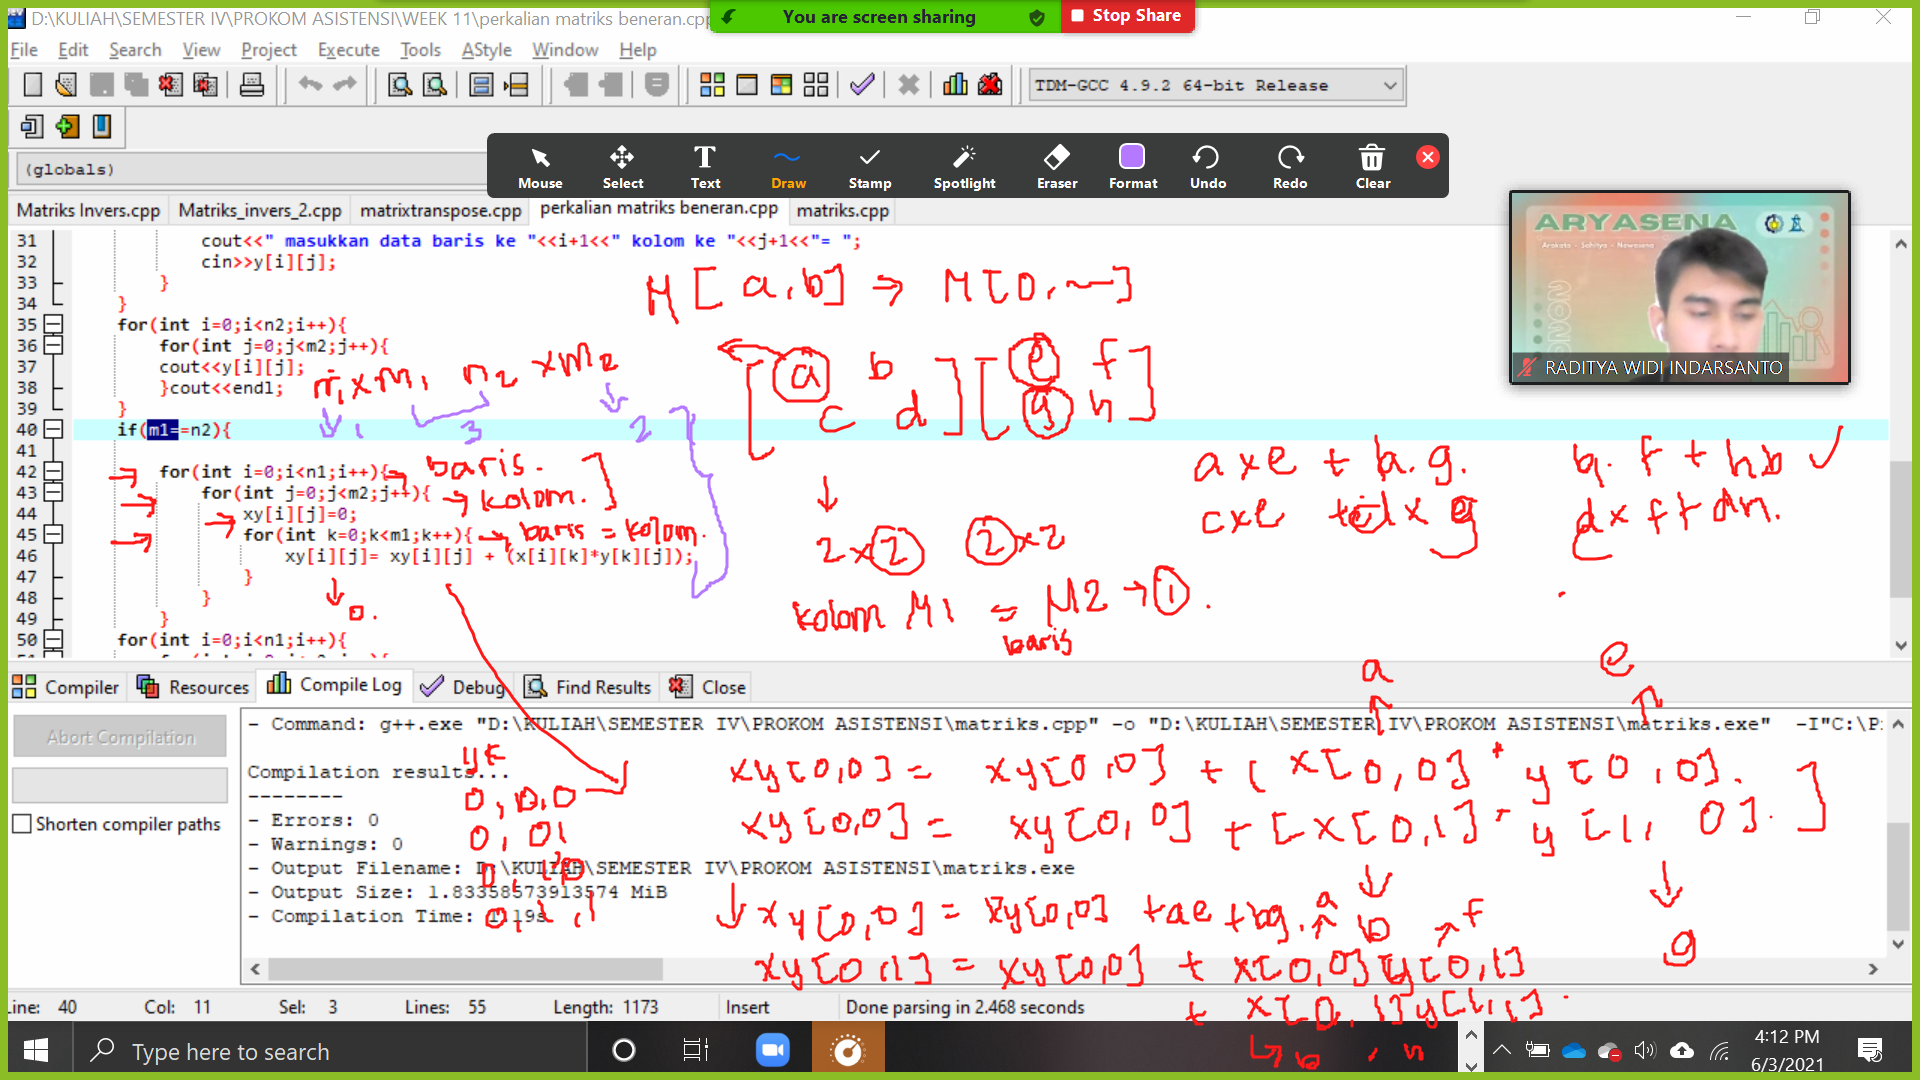 D:\KULIAH\SEMESTER IV\PROKOM ASISTENSI\WEEK 11\perkalian matriks beneran.cpp
You are screen sharing
Stop Share
File Edit Search View Project Execute Tools AStyle Window Help
TDM-GCC 4.9.2 64-bit Release
(globals)
Mouse Select Text Draw Stamp Spotlight Eraser Format Undo Redo Clear
Matriks Invers.cpp Matriks_invers_2.cpp matrixtranspose.cpp perkalian matriks beneran.cpp matriks.cpp
ARYASENA
Arakata - Sahitya - Nawasena
RADITYA WIDI INDARSANTO
31 cout<<" masukkan data baris ke "<<i+1<<" kolom ke "<<j+1<<"= ";
32 cin>>y[i][j];
33 }
34 }
35 for(int i=0;i<n2;i++){
36 for(int j=0;j<m2;j++){
37 cout<<y[i][j];
38 }cout<<endl;
39 }
40 if(m1==n2){
41
42 for(int i=0;i<n1;i++){
43 for(int j=0;j<m2;j++){
44 xy[i][j]=0;
45 for(int k=0;k<m1;k++){
46 xy[i][j]= xy[i][j] + (x[i][k]*y[k][j]);
47 }
48 }
49 }
50 for(int i=0;i<n1;i++){
M[a,b] → M[0,
n1 x M1 n2 x M2
1 3 2
→ baris.
→ kolom.
→ baris = kolom.
↓ 0.
[a b
c d] [e f
g h]
axe + b.g. f + hb ✓
cxe dxf + dn.
↓
2x2 2x2
kolom M1 = M2 → 1.
baris
a e
Compiler Resources Compile Log Debug Find Results Close
Abort Compilation
Shorten compiler paths
- Command: g++.exe "D:\KULIAH\SEMESTER IV\PROKOM ASISTENSI\matriks.cpp" -o "D:\KULIAH\SEMESTER IV\PROKOM ASISTENSI\matriks.exe" -I"C:\P
Compilation results...
--------
- Errors: 0
- Warnings: 0
- Output Filename: D:\KULIAH\SEMESTER IV\PROKOM ASISTENSI\matriks.exe
- Output Size: 1.83358573913574 MiB
- Compilation Time: 1.19s
0,0,0
0,01
xy[0,0] = xy[0,0] + (x[0,0] * y[0,0].
xy[0,0] = xy[0,0] + [x[0,1] * y[1,0].
↓ xy[0,0] = xy[0,0] + ae + bg.
a b f g
xy[0,1] = xy[0,0] + x[0,0] y[0,1]
+ x[0,1] y[1,1].
Line: 40 Col: 11 Sel: 3 Lines: 55 Length: 1173 Insert Done parsing in 2.468 seconds
Type here to search
4:12 PM
6/3/2021